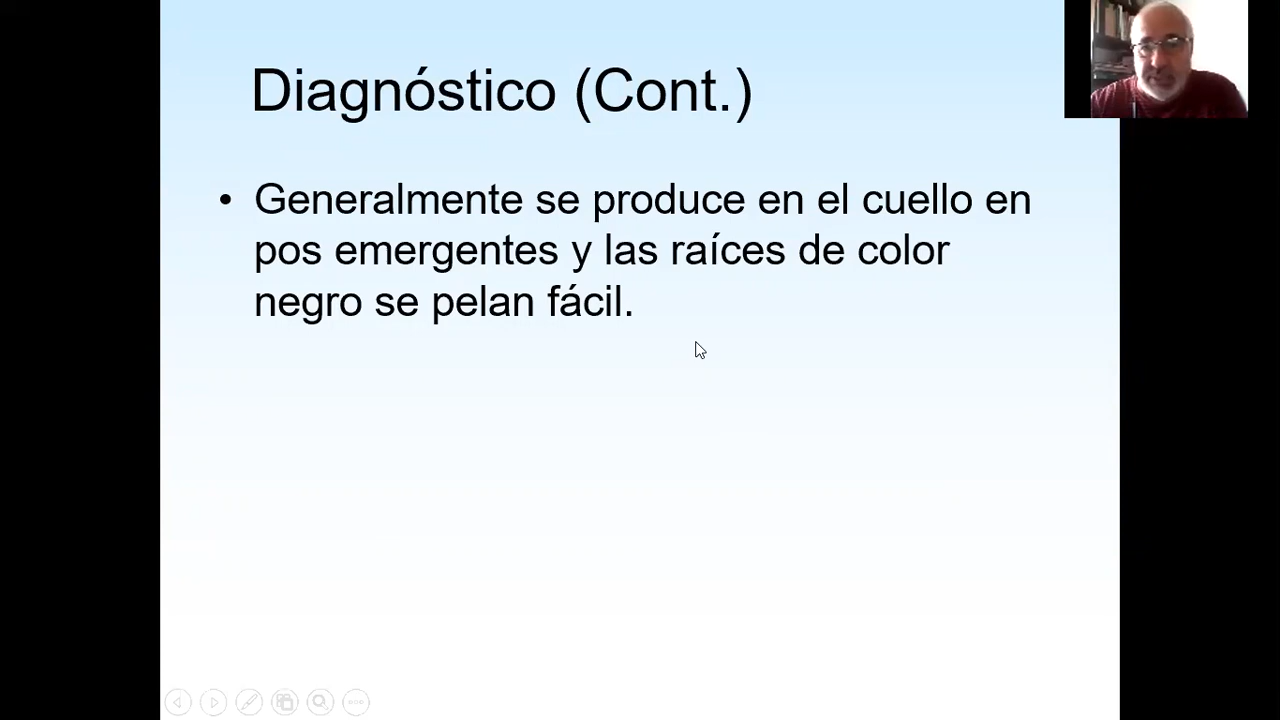 Diagnóstico (Cont.)
• Generalmente se produce en el cuello en
pos emergentes y las raíces de color
negro se pelan fácil.